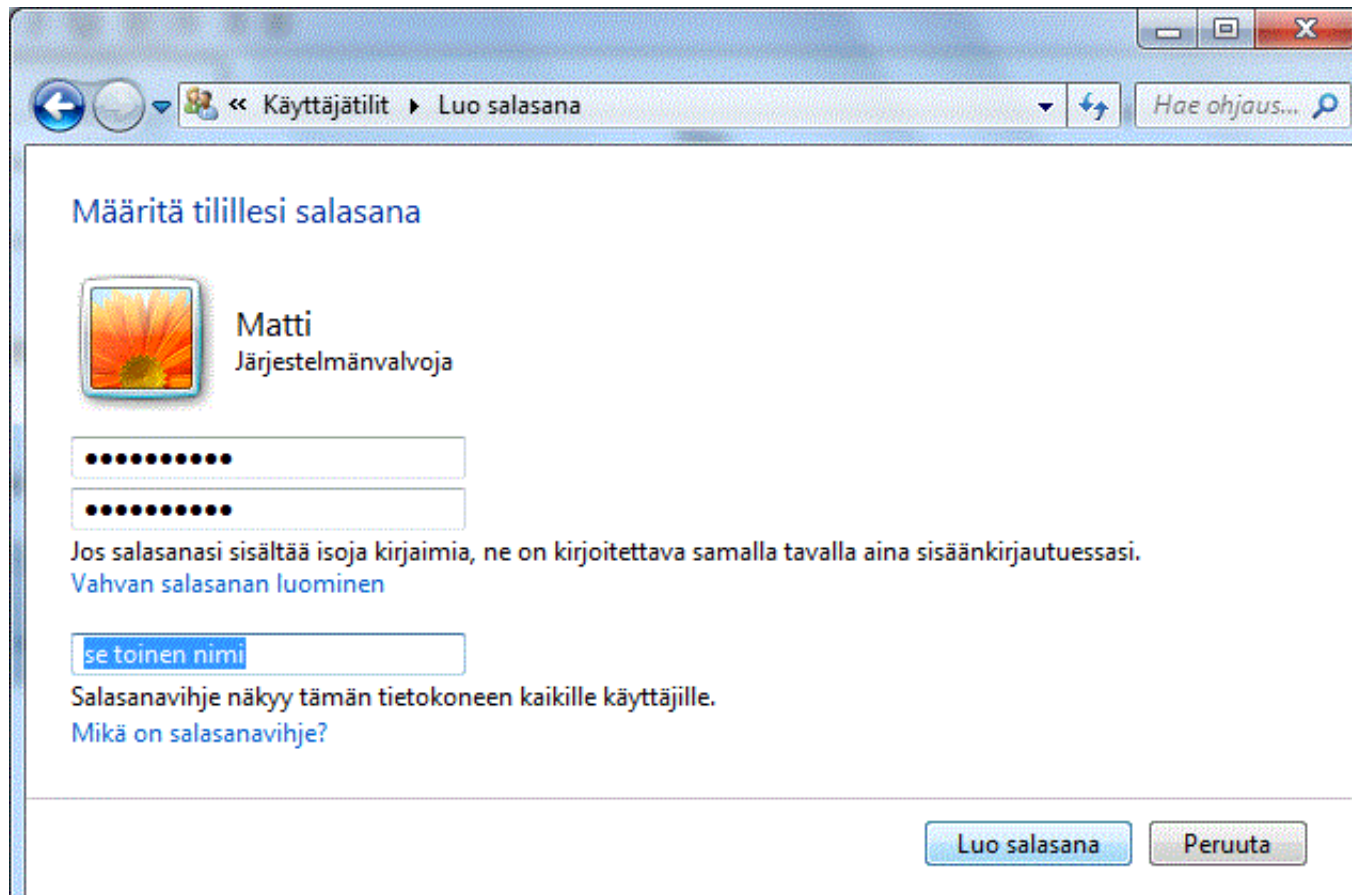 « Käyttäjätilit Luo salasana Hae ohjaus...
Määritä tilillesi salasana
Matti
Järjestelmänvalvoja
••••••••••
••••••••••
Jos salasanasi sisältää isoja kirjaimia, ne on kirjoitettava samalla tavalla aina sisäänkirjautuessasi.
Vahvan salasanan luominen
se toinen nimi
Salasanavihje näkyy tämän tietokoneen kaikille käyttäjille.
Mikä on salasanavihje?
Luo salasana Peruuta